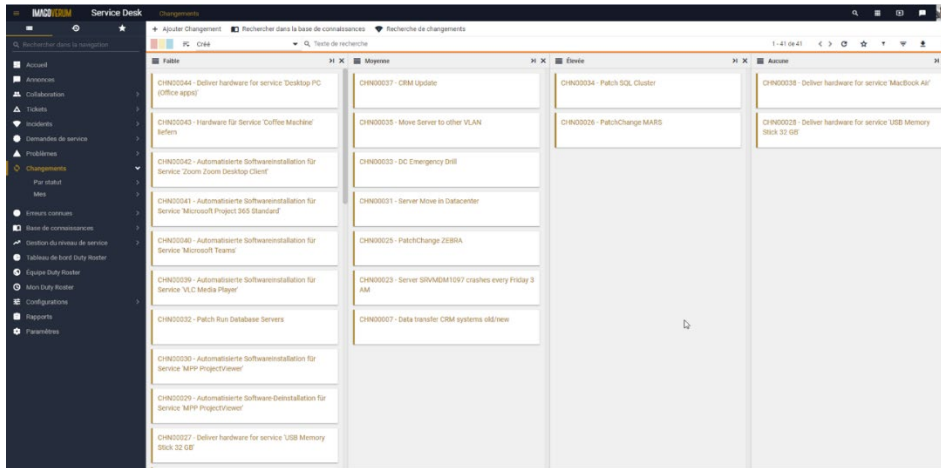 IMAGOVERUM Service Desk Changements
+ Ajouter Changement Rechercher dans la base de connaissances Recherche de changements
Rechercher dans la navigation
Créé
Texte de recherche
1 - 41 de 41
Accueil
Annonces
Collaboration
Tickets
Incidents
Demandes de service
Problèmes
Changements
Par statut
Mes
Erreurs connues
Base de connaissances
Gestion du niveau de service
Tableau de bord Duty Roster
Équipe Duty Roster
Mon Duty Roster
Configurations
Rapports
Paramètres
Faible
CHN00044 - Deliver hardware for service 'Desktop PC
(Office apps)'
CHN00043 - Hardware für Service 'Coffee Machine'
liefern
CHN00042 - Automatisierte Softwareinstallation für
Service 'Zoom Zoom Desktop Client'
CHN00041 - Automatisierte Softwareinstallation für
Service 'Microsoft Project 365 Standard'
CHN00040 - Automatisierte Softwareinstallation für
Service 'Microsoft Teams'
CHN00039 - Automatisierte Softwareinstallation für
Service 'VLC Media Player'
CHN00032 - Patch Run Database Servers
CHN00030 - Automatisierte Softwareinstallation für
Service 'MPP ProjectViewer'
CHN00029 - Automatisierte Software-Deinstallation für
Service 'MPP ProjectViewer'
CHN00027 - Deliver hardware for service 'USB Memory
Stick 32 GB'
Moyenne
CHN00037 - CRM Update
CHN00035 - Move Server to other VLAN
CHN00033 - DC Emergency Drill
CHN00031 - Server Move in Datacenter
CHN00025 - PatchChange ZEBRA
CHN00023 - Server SRVMDM1097 crashes every Friday 3
AM
CHN00007 - Data transfer CRM systems old/new
Élevée
CHN00034 - Patch SQL Cluster
CHN00026 - PatchChange MARS
Aucune
CHN00038 - Deliver hardware for service 'MacBook Air'
CHN00028 - Deliver hardware for service 'USB Memory
Stick 32 GB'